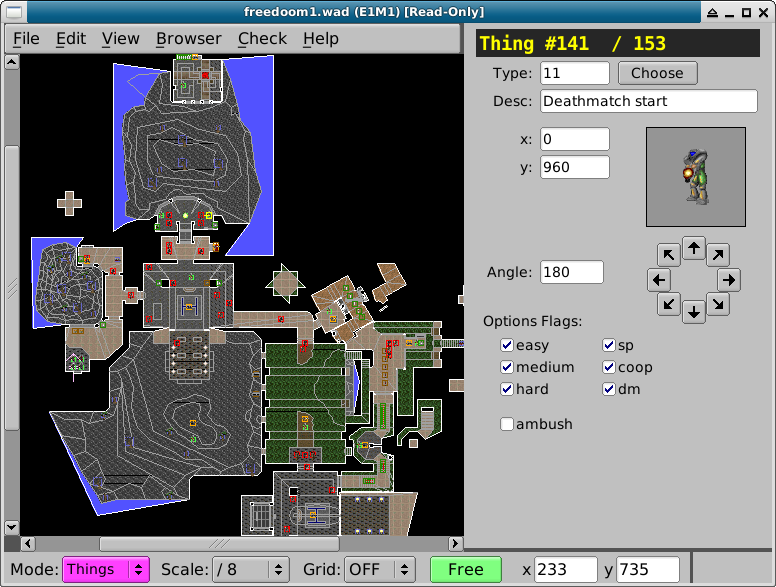 freedoom1.wad (E1M1) [Read-Only]
File Edit View Browser Check Help
Thing #141 / 153
Type: 11 Choose
Desc: Deathmatch start
x: 0
y: 960
Angle: 180
Options Flags:
easy sp
medium coop
hard dm
ambush
Mode: Things Scale: / 8 Grid: OFF Free x 233 y 735